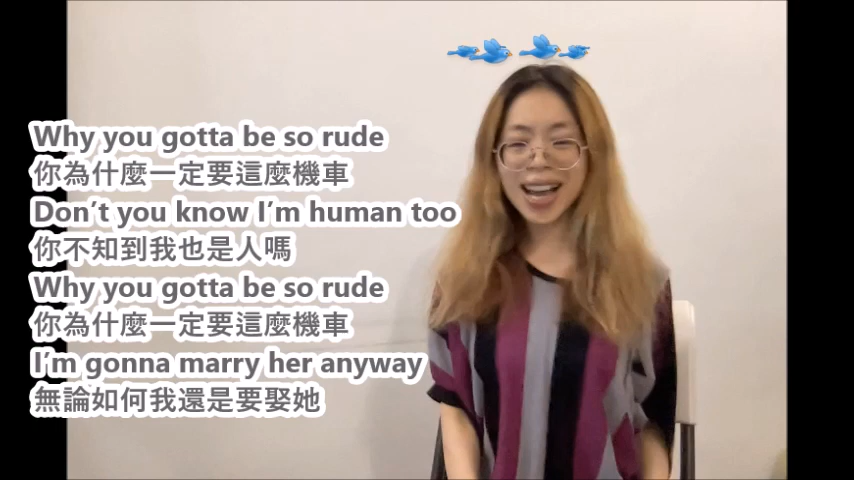 Why you gotta be so rude
你為什麼一定要這麼機車
Don't you know I'm human too
你不知到我也是人嗎
Why you gotta be so rude
你為什麼一定要這麼機車
I'm gonna marry her anyway
無論如何我還是要娶她